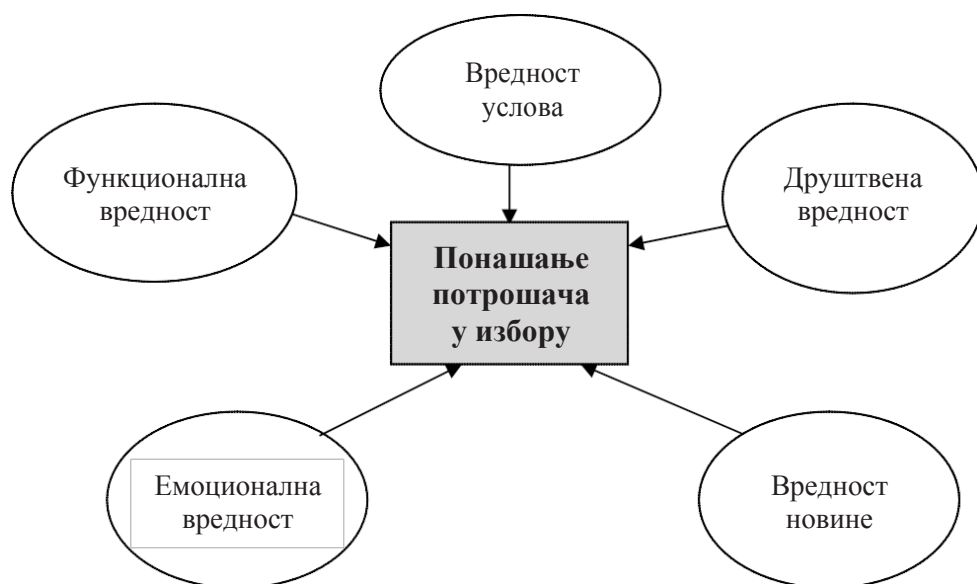 Вредност
услова
Функционална
вредност
Друштвена
вредност
Понашање
потрошача
у избору
Емоционална
вредност
Вредност
новине